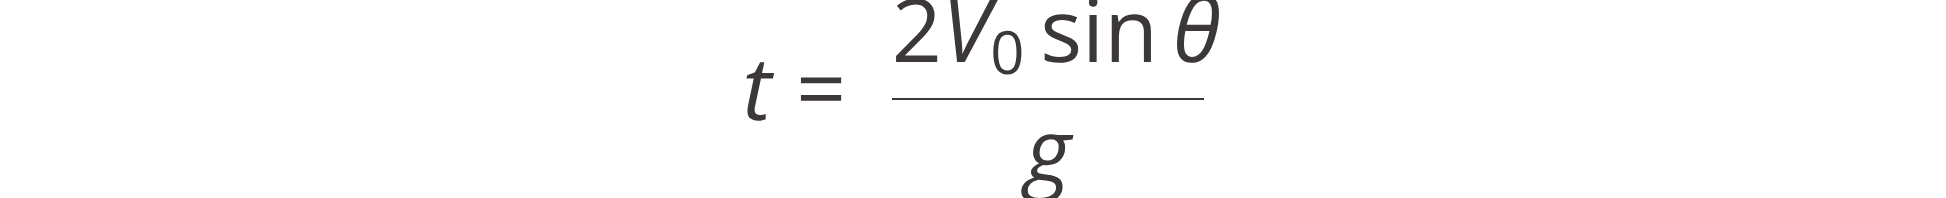 t = 2V₀ sin θ / g